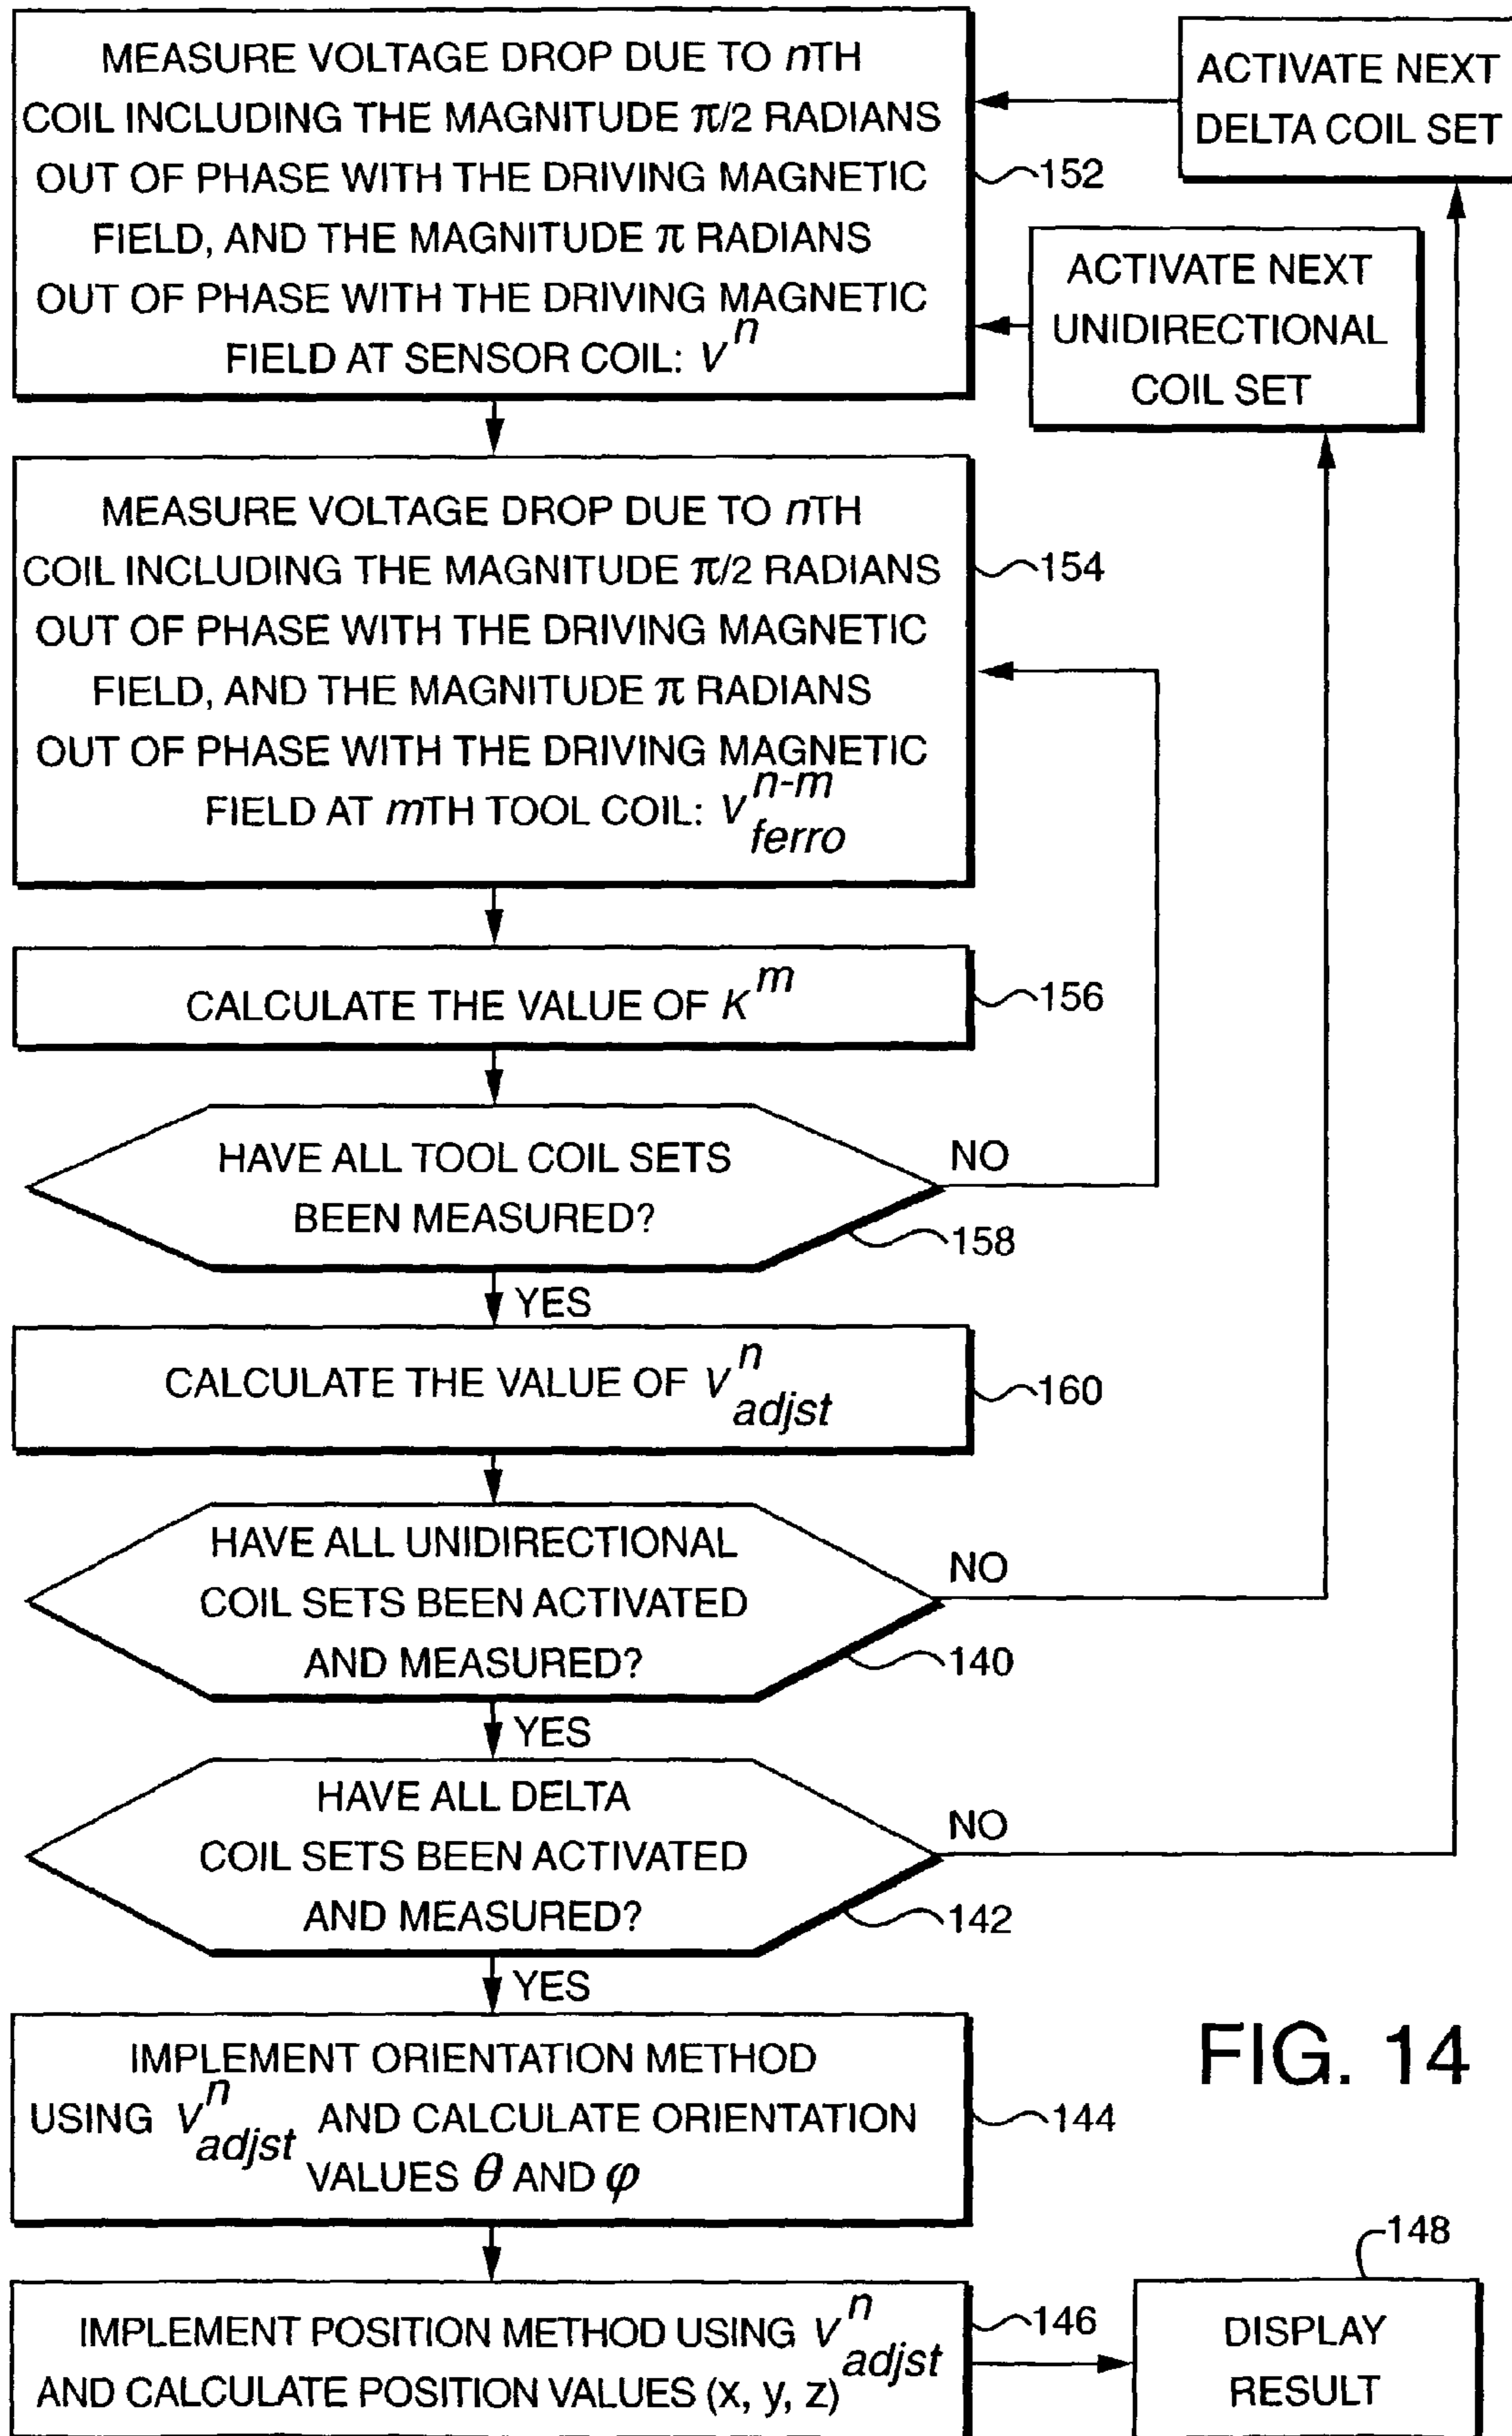 MEASURE VOLTAGE DROP DUE TO nTH
COIL INCLUDING THE MAGNITUDE π/2 RADIANS
OUT OF PHASE WITH THE DRIVING MAGNETIC
FIELD, AND THE MAGNITUDE π RADIANS
OUT OF PHASE WITH THE DRIVING MAGNETIC
FIELD AT SENSOR COIL: V^n
152
ACTIVATE NEXT
DELTA COIL SET
ACTIVATE NEXT
UNIDIRECTIONAL
COIL SET
MEASURE VOLTAGE DROP DUE TO nTH
COIL INCLUDING THE MAGNITUDE π/2 RADIANS
OUT OF PHASE WITH THE DRIVING MAGNETIC
FIELD, AND THE MAGNITUDE π RADIANS
OUT OF PHASE WITH THE DRIVING MAGNETIC
FIELD AT mTH TOOL COIL: V^n-m_ferro
154
CALCULATE THE VALUE OF K^m
156
HAVE ALL TOOL COIL SETS
BEEN MEASURED?
NO
158
YES
CALCULATE THE VALUE OF V^n_adjst
160
HAVE ALL UNIDIRECTIONAL
COIL SETS BEEN ACTIVATED
AND MEASURED?
NO
140
YES
HAVE ALL DELTA
COIL SETS BEEN ACTIVATED
AND MEASURED?
NO
142
YES
IMPLEMENT ORIENTATION METHOD
USING V^n_adjst AND CALCULATE ORIENTATION
VALUES θ AND φ
144
FIG. 14
IMPLEMENT POSITION METHOD USING V^n_adjst
AND CALCULATE POSITION VALUES (x, y, z)
146
148
DISPLAY
RESULT